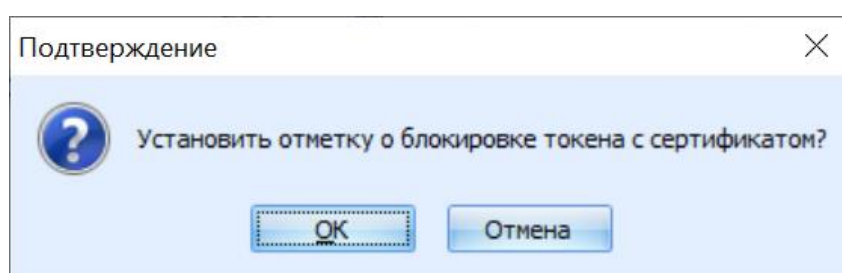 Подтверждение
Установить отметку о блокировке токена с сертификатом?
OK
Отмена